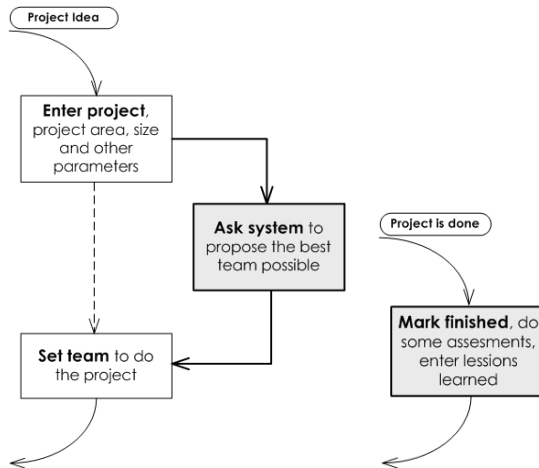 Project Idea
Enter project,
project area, size
and other
parameters
Ask system to
propose the best
team possible
Set team to do
the project
Project is done
Mark finished, do
some assesments,
enter lessions
learned